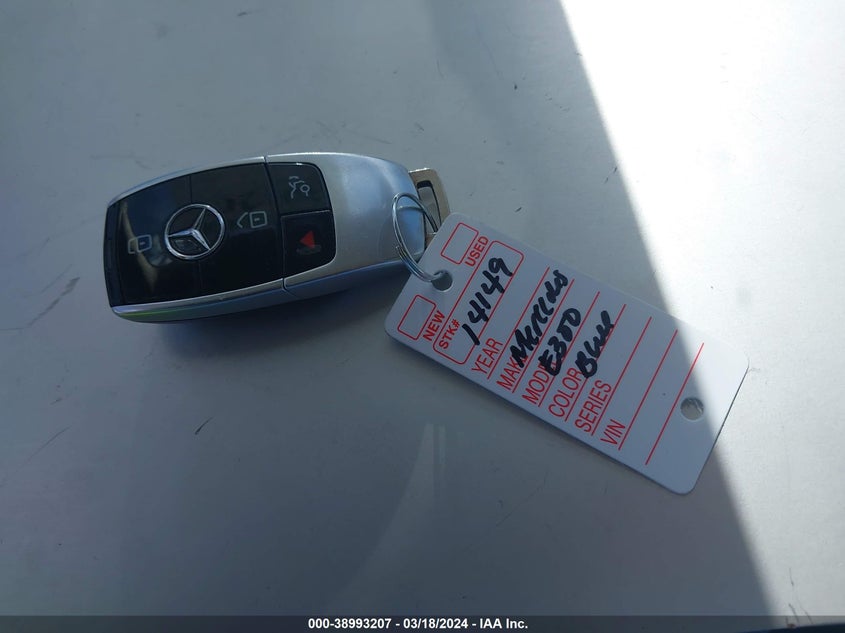 NEW
USED
STK# 14149
YEAR
MAKE Mercedes
MODEL E350
COLOR Blue
SERIES
VIN
000-38993207 - 03/18/2024 - IAA Inc.